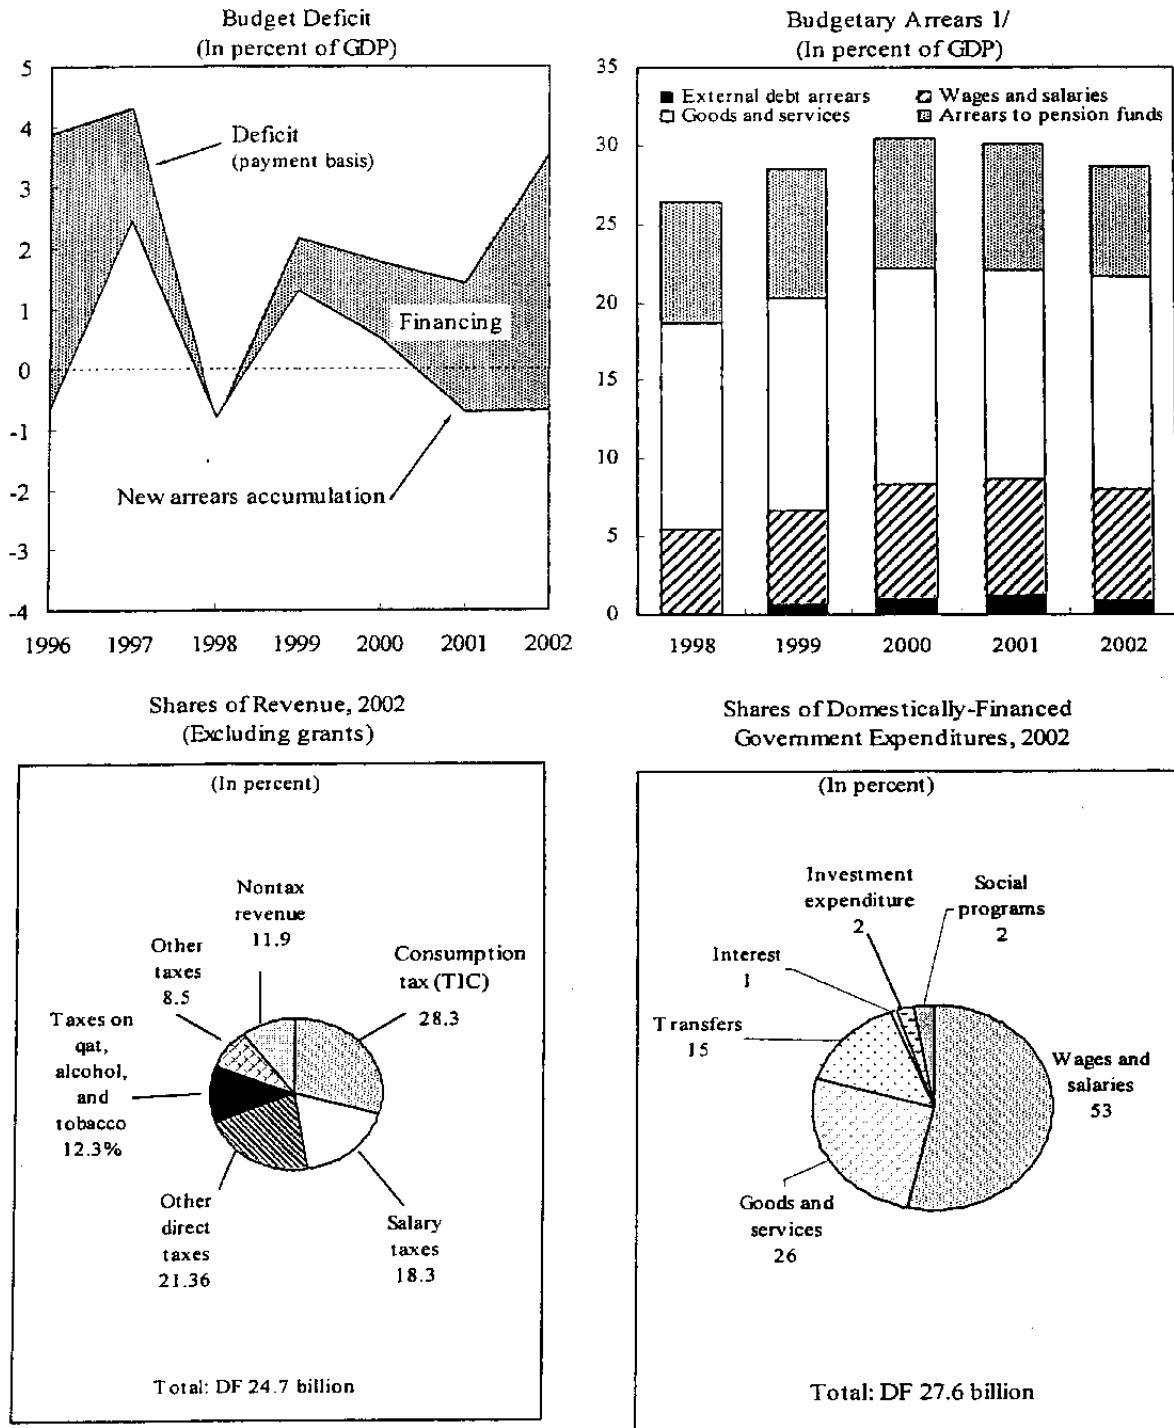 Budget Deficit
(In percent of GDP)
5
4
3
2
1
0
-1
-2
-3
-4
Deficit
(payment basis)
Financing
New arrears accumulation
1996 1997 1998 1999 2000 2001 2002
Budgetary Arrears 1/
(In percent of GDP)
35
30
25
20
15
10
5
0
External debt arrears Wages and salaries
Goods and services Arrears to pension funds
1998 1999 2000 2001 2002
Shares of Revenue, 2002
(Excluding grants)
(In percent)
Nontax
revenue
11.9
Other
taxes
8.5
Consumption
tax (TIC)
28.3
Taxes on
qat,
alcohol,
and
tobacco
12.3%
Other
direct
taxes
21.36
Salary
taxes
18.3
Total: DF 24.7 billion
Shares of Domestically-Financed
Government Expenditures, 2002
(In percent)
Investment
expenditure
2
Social
programs
2
Interest
1
Transfers
15
Wages and
salaries
53
Goods and
services
26
Total: DF 27.6 billion